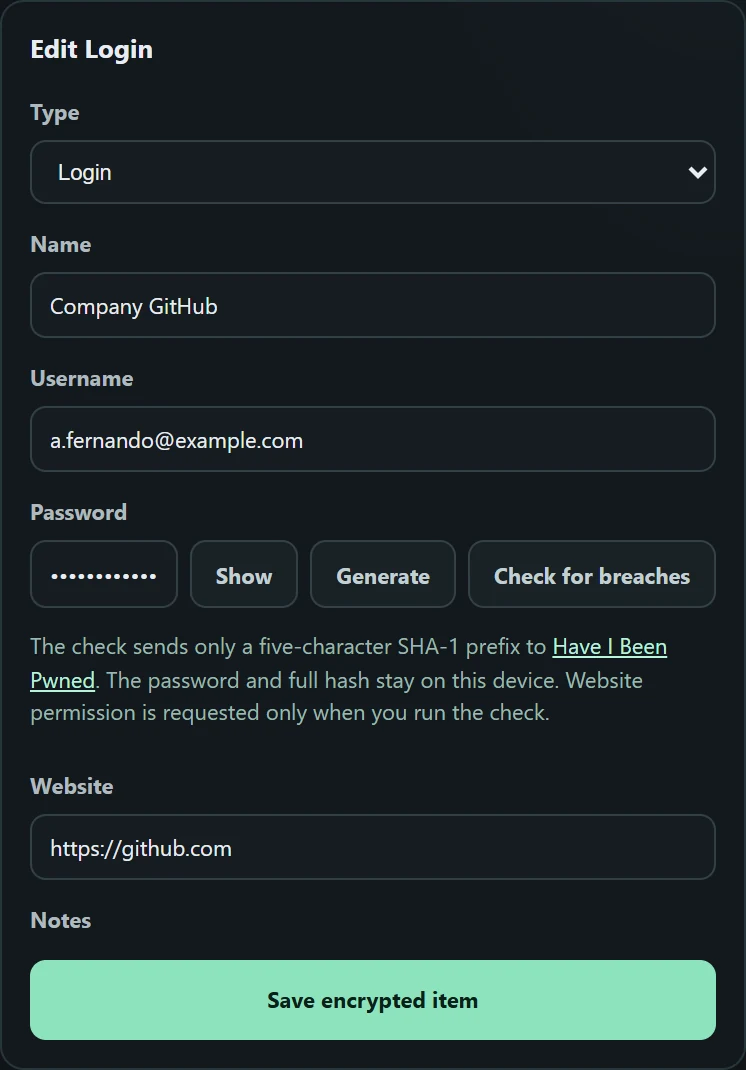 Edit Login
Type
Login
Name
Company GitHub
Username
a.fernando@example.com
Password
•••••••••••• Show Generate Check for breaches
The check sends only a five-character SHA-1 prefix to Have I Been
Pwned. The password and full hash stay on this device. Website
permission is requested only when you run the check.
Website
https://github.com
Notes
Save encrypted item